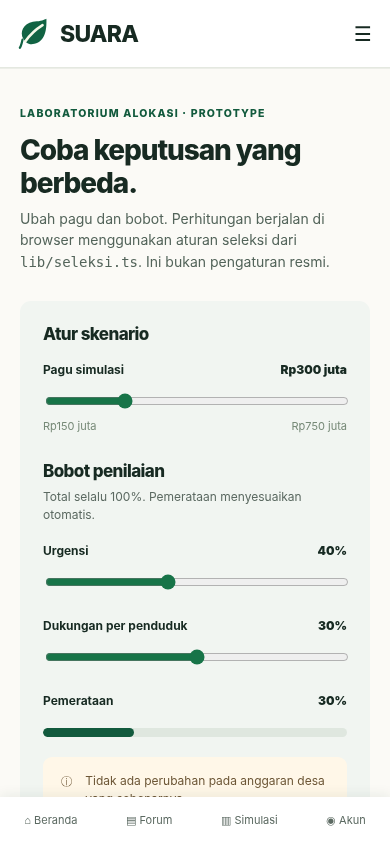 SUARA
☰
LABORATORIUM ALOKASI · PROTOTYPE
Coba keputusan yang
berbeda.
Ubah pagu dan bobot. Perhitungan berjalan di
browser menggunakan aturan seleksi dari
lib/seleksi.ts. Ini bukan pengaturan resmi.
Atur skenario
Pagu simulasi Rp300 juta
Rp150 juta Rp750 juta
Bobot penilaian
Total selalu 100%. Pemerataan menyesuaikan
otomatis.
Urgensi 40%
Dukungan per penduduk 30%
Pemerataan 30%
ⓘ Tidak ada perubahan pada anggaran desa
⌂ Beranda ▤ Forum ▥ Simulasi ◉ Akun